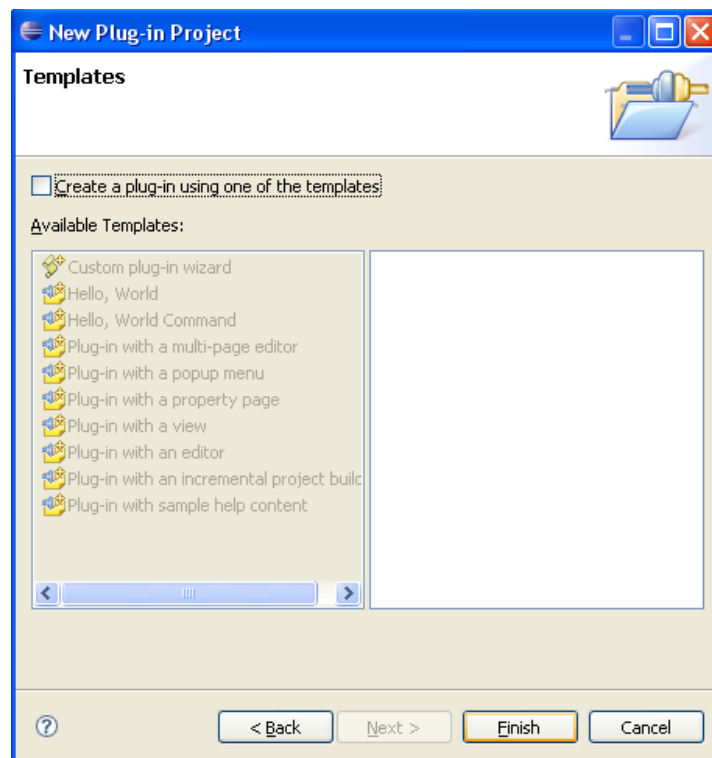 New Plug-in Project
Templates
Create a plug-in using one of the templates
Available Templates:
Custom plug-in wizard
Hello, World
Hello, World Command
Plug-in with a multi-page editor
Plug-in with a popup menu
Plug-in with a property page
Plug-in with a view
Plug-in with an editor
Plug-in with an incremental project builc
Plug-in with sample help content
? < Back Next > Finish Cancel